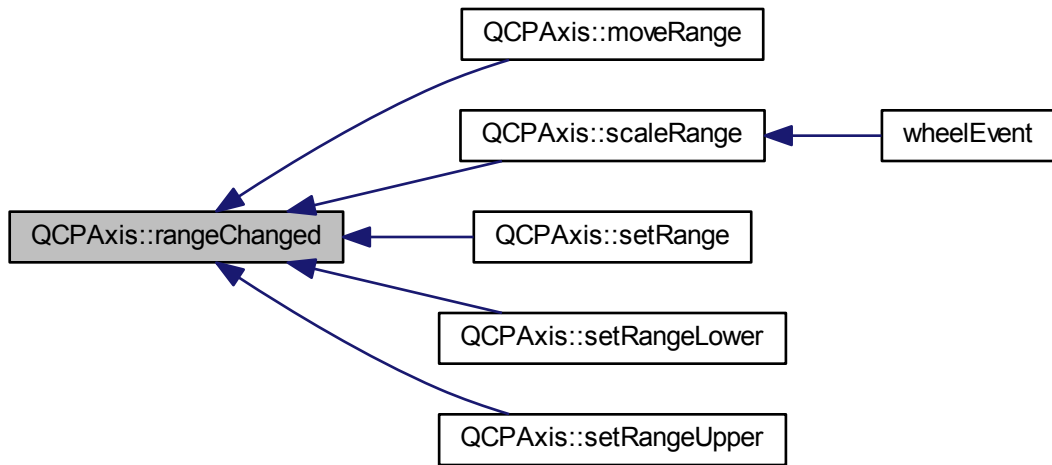 QCPAxis::moveRange
QCPAxis::scaleRange
wheelEvent
QCPAxis::rangeChanged
QCPAxis::setRange
QCPAxis::setRangeLower
QCPAxis::setRangeUpper